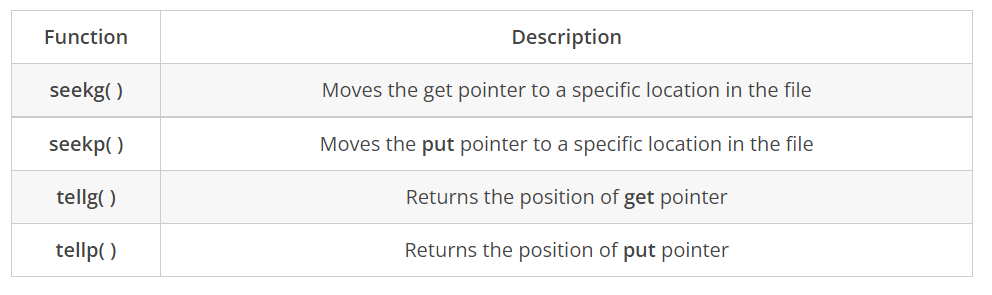 Function Description
seekg( ) Moves the get pointer to a specific location in the file
seekp( ) Moves the put pointer to a specific location in the file
tellg( ) Returns the position of get pointer
tellp( ) Returns the position of put pointer